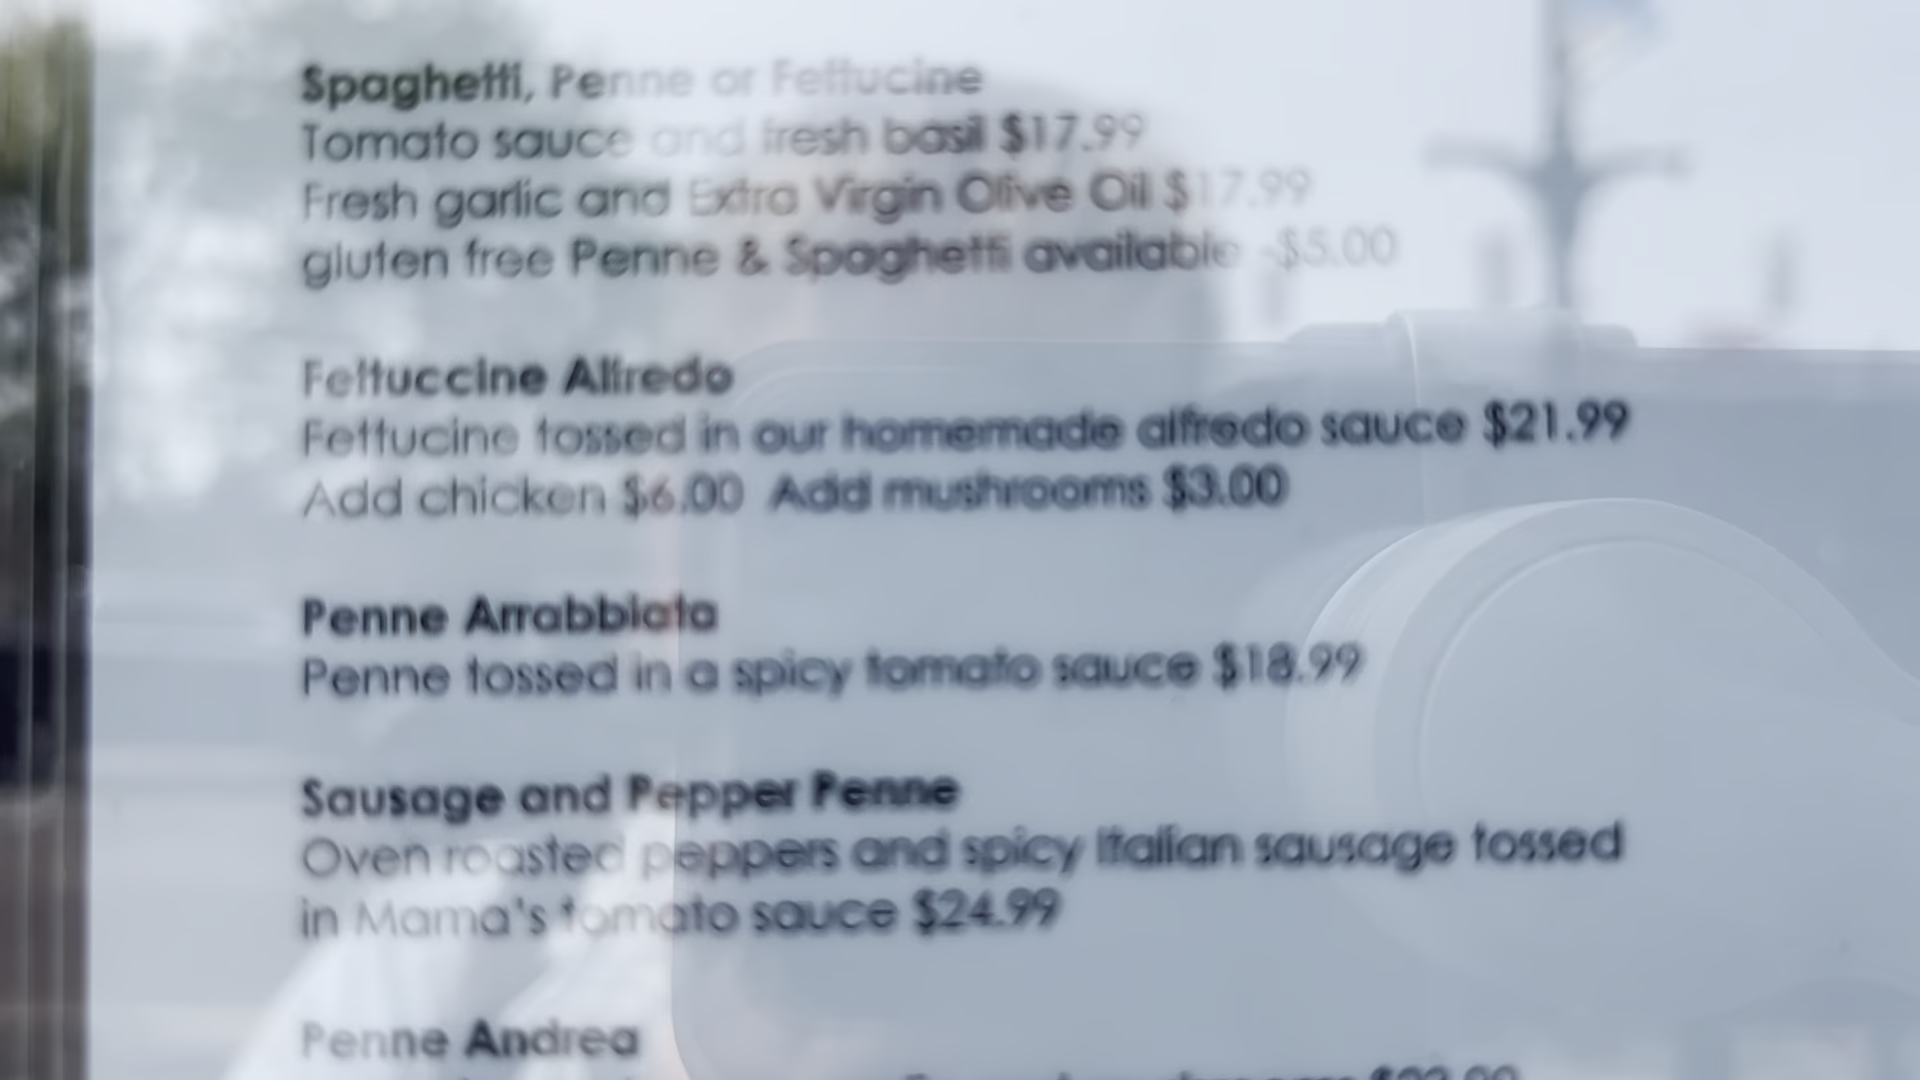 Spaghetti, Penne or Fettucine
Tomato sauce and fresh basil $17.99
Fresh garlic and Extra Virgin Olive Oil $17.99
gluten free Penne & Spaghetti available -$5.00
Fettuccine Alfredo
Fettucine tossed in our homemade alfredo sauce $21.99
Add chicken $6.00 Add mushrooms $3.00
Penne Arrabbiata
Penne tossed in a spicy tomato sauce $18.99
Sausage and Pepper Penne
Oven roasted peppers and spicy Italian sausage tossed
in Mama's tomato sauce $24.99
Penne Andrea